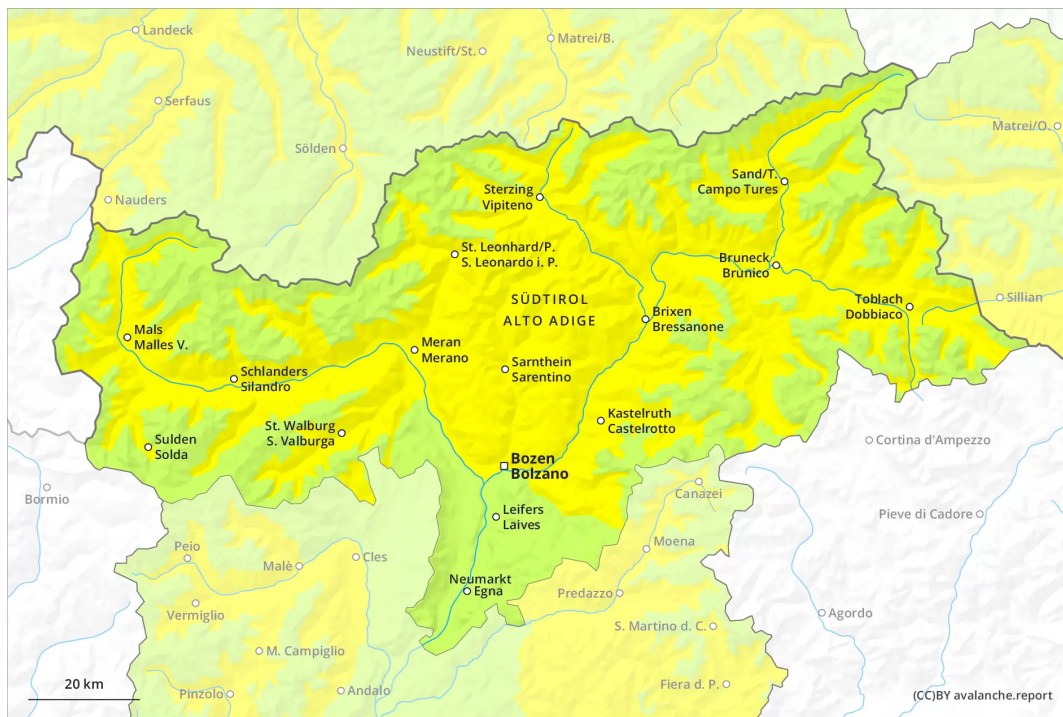 Landeck
Matrei/B.
Neustift/St.
Serfaus
Matrei/O.
Sölden
Sand/T.
Campo Tures
Sterzing
Vipiteno
Nauders
St. Leonhard/P.
S. Leonardo i. P.
Bruneck
Brunico
SÜDTIROL
ALTO ADIGE
Toblach
Dobbiaco
Sillian
Brixen
Bressanone
Mals
Malles V.
Meran
Merano
Sarnthein
Sarentino
Schlanders
Silandro
Kastelruth
Castelrotto
St. Walburg
S. Valburga
Sulden
Solda
Cortina d'Ampezzo
Bozen
Bolzano
Bormio
Canazei
Leifers
Laives
Pieve di Cadore
Moena
Peio
Cles
Malè
Neumarkt
Egna
Predazzo
Vermiglio
Agordo
S. Martino d. C.
M. Campiglio
20 km
Pinzolo
Andalo
Fiera d. P.
(CC)BY avalanche.report